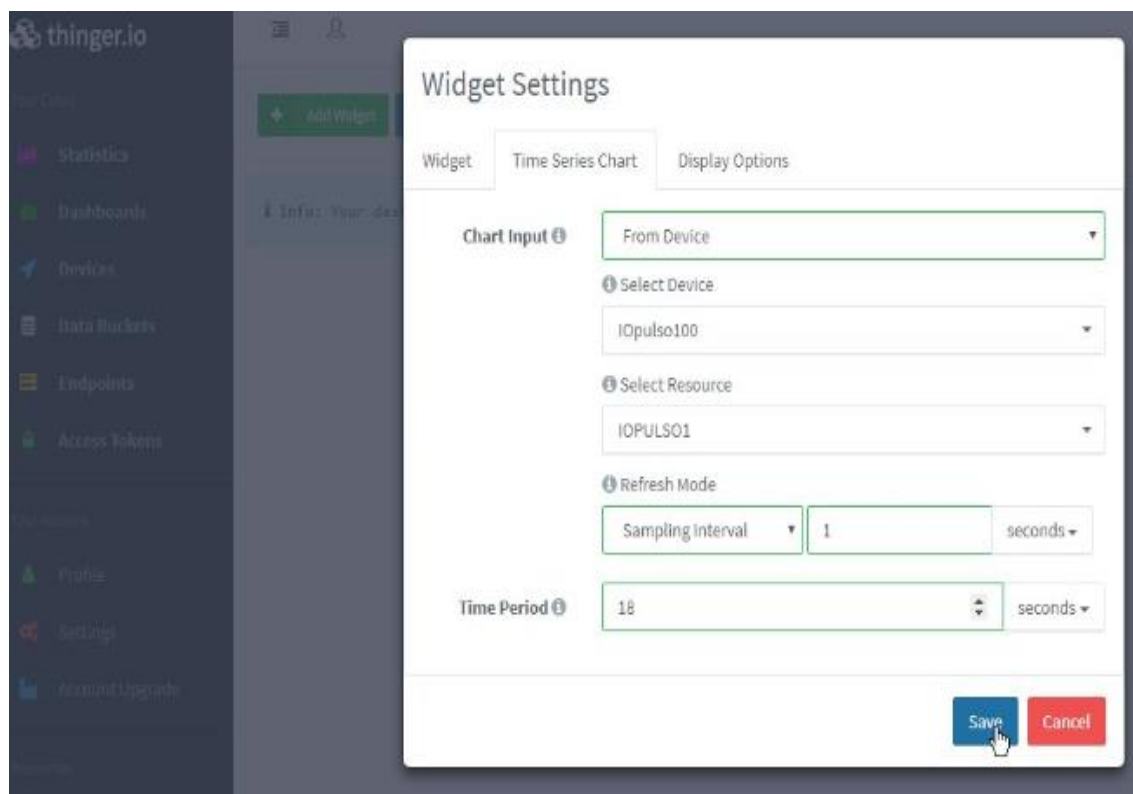 thinger.io
Add Widget
Statistics
Dashboards
i Info: Your das
Devices
Data Buckets
Endpoints
Access Tokens
Profile
Settings
Account Upgrade
Widget Settings
Widget Time Series Chart Display Options
Chart Input From Device
Select Device
IOpulso100
Select Resource
IOPULSO1
Refresh Mode
Sampling Interval 1 seconds
Time Period 18 seconds
Save Cancel